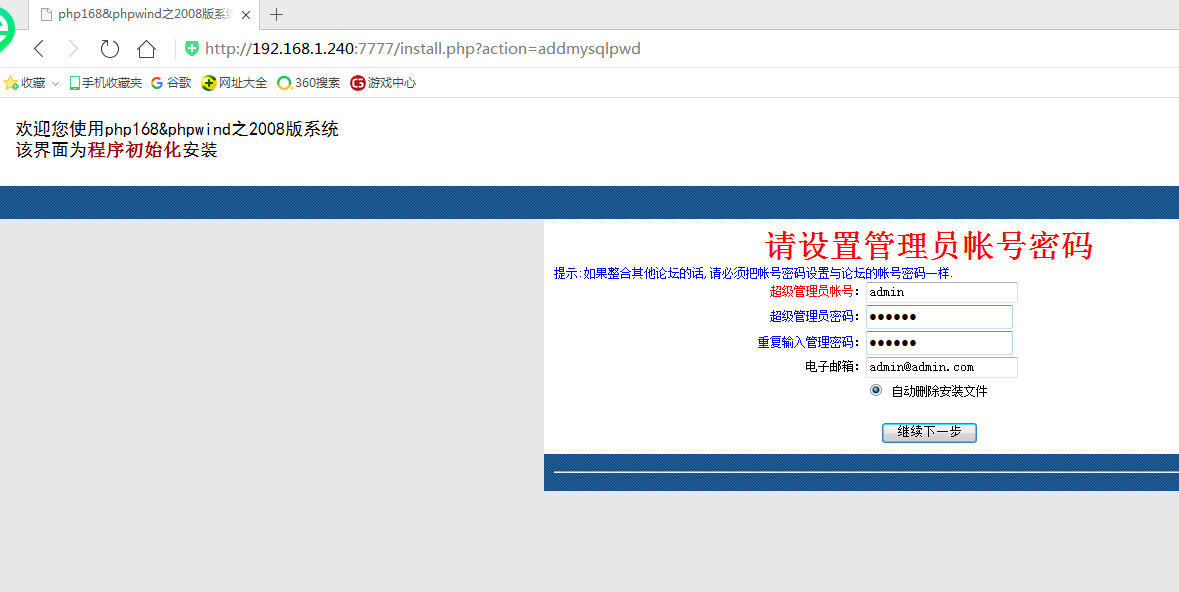 php168&phpwind之2008版系统
http://192.168.1.240:7777/install.php?action=addmysqlpwd
收藏 手机收藏夹 谷歌 网址大全 360搜索 游戏中心
欢迎您使用php168&phpwind之2008版系统
该界面为程序初始化安装
请设置管理员帐号密码
提示:如果整合其他论坛的话,请必须把帐号密码设置与论坛的帐号密码一样.
超级管理员帐号: admin
超级管理员密码: ●●●●●●
重复输入管理密码: ●●●●●●
电子邮箱: admin@admin.com
自动删除安装文件
继续下一步